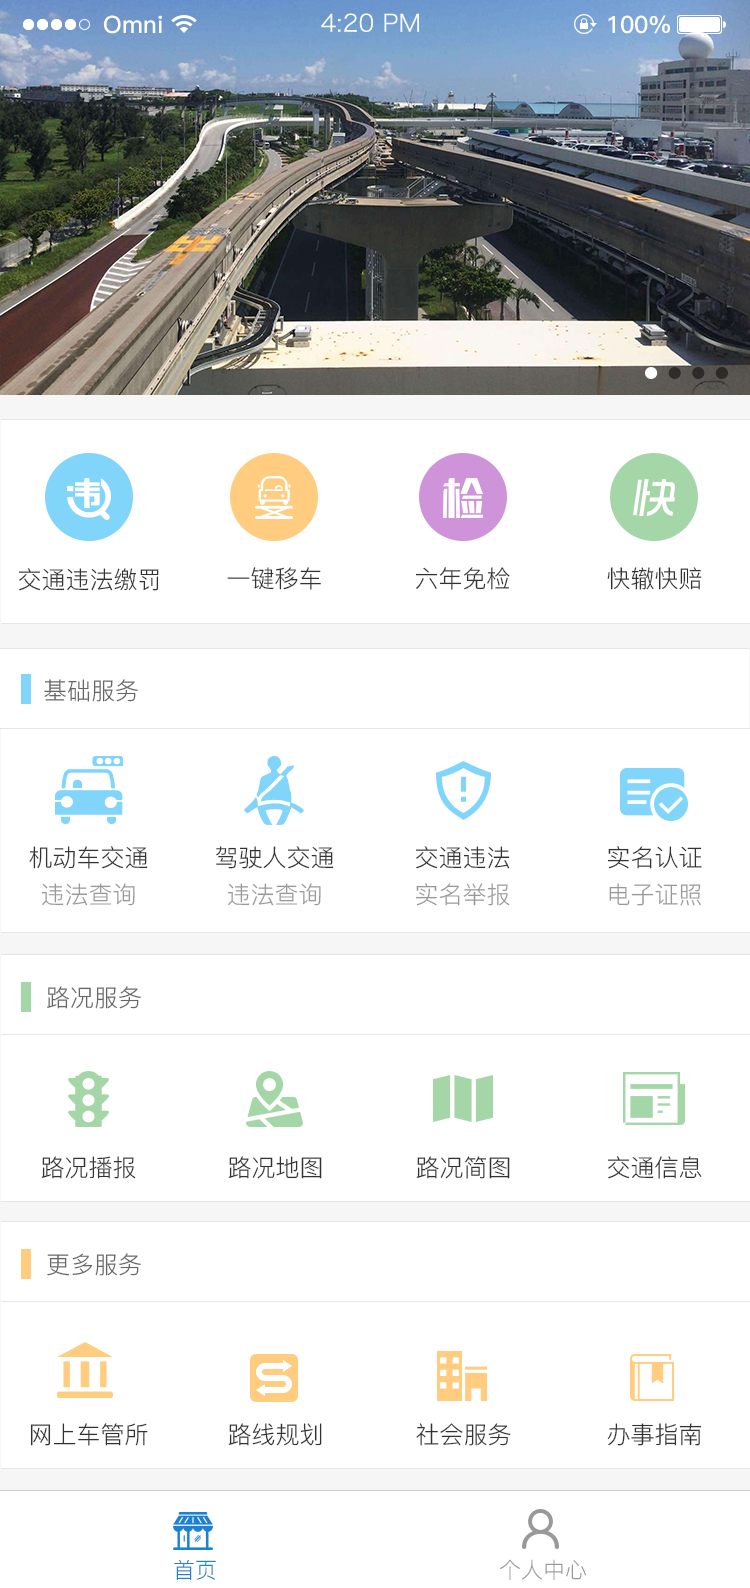 Omni 4:20 PM 100%
违 检 快
交通违法缴罚 一键移车 六年免检 快辙快赔
基础服务
机动车交通 驾驶人交通 交通违法 实名认证
违法查询 违法查询 实名举报 电子证照
路况服务
路况播报 路况地图 路况简图 交通信息
更多服务
网上车管所 路线规划 社会服务 办事指南
首页 个人中心